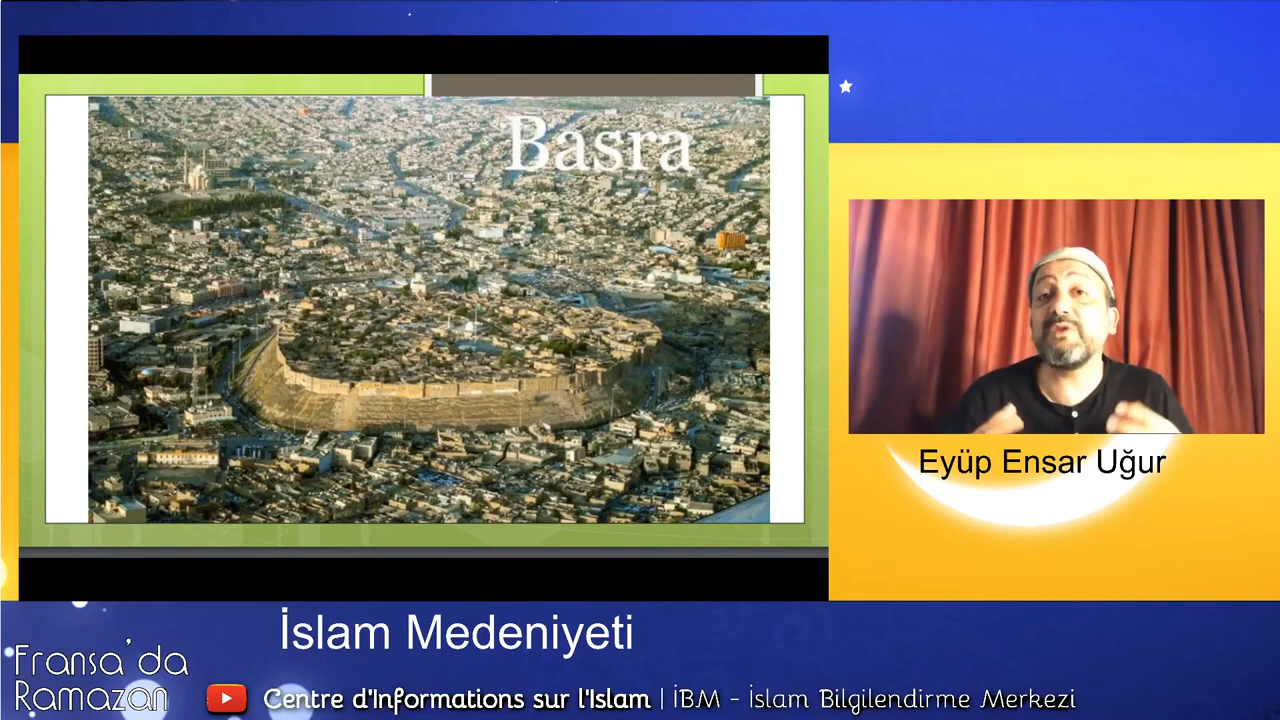 Basra
Eyüp Ensar Uğur
İslam Medeniyeti
Fransa'da
Ramazan
Centre d'Informations sur l'Islam | İBM - İslam Bilgilendirme Merkezi